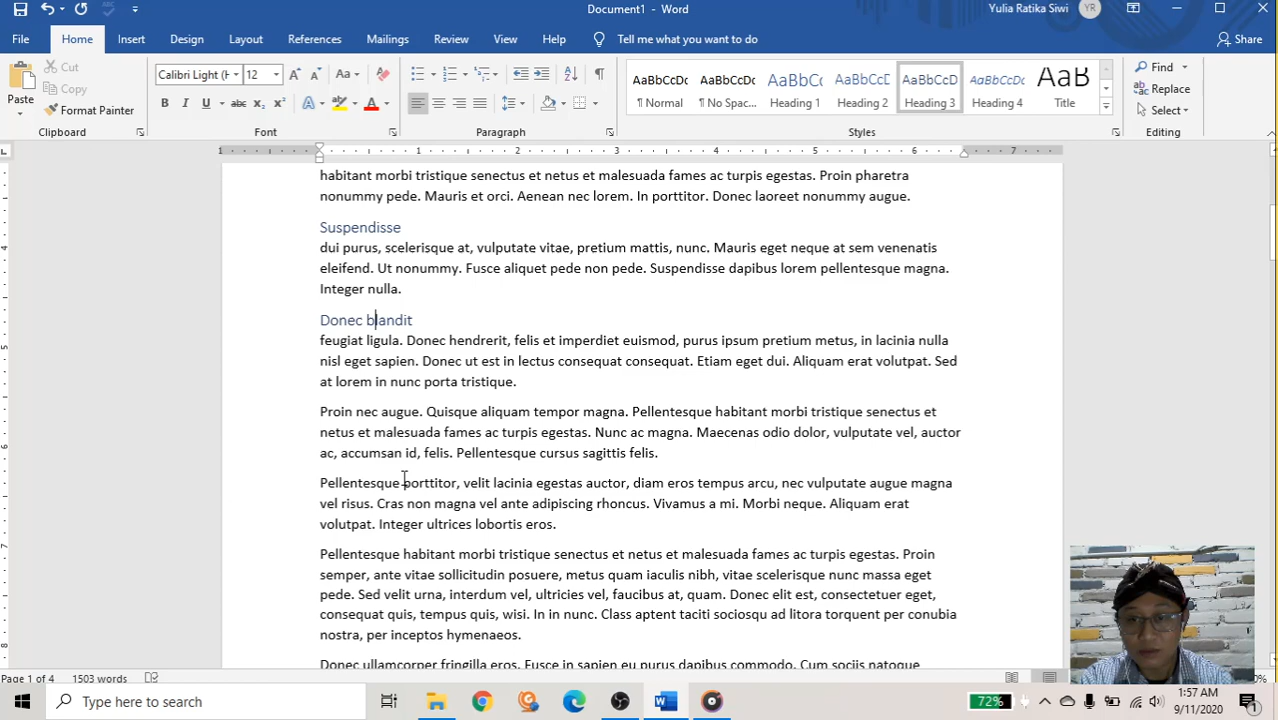 Document1 - Word
Yulia Ratika Siwi
YR
File Home Insert Design Layout References Mailings Review View Help Tell me what you want to do Share
Paste
Cut
Copy
Format Painter
Clipboard
Calibri Light (H 12
Font
Paragraph
AaBbCcDc AaBbCcDc AaBbC( AaBbCcE AaBbCcD AaBbCcD AaB
¶ Normal ¶ No Spac... Heading 1 Heading 2 Heading 3 Heading 4 Title
Styles
Find
Replace
Select
Editing
1 1 2 3 4 5 6 7
habitant morbi tristique senectus et netus et malesuada fames ac turpis egestas. Proin pharetra
nonummy pede. Mauris et orci. Aenean nec lorem. In porttitor. Donec laoreet nonummy augue.
Suspendisse
dui purus, scelerisque at, vulputate vitae, pretium mattis, nunc. Mauris eget neque at sem venenatis
eleifend. Ut nonummy. Fusce aliquet pede non pede. Suspendisse dapibus lorem pellentesque magna.
Integer nulla.
Donec blandit
feugiat ligula. Donec hendrerit, felis et imperdiet euismod, purus ipsum pretium metus, in lacinia nulla
nisl eget sapien. Donec ut est in lectus consequat consequat. Etiam eget dui. Aliquam erat volutpat. Sed
at lorem in nunc porta tristique.
Proin nec augue. Quisque aliquam tempor magna. Pellentesque habitant morbi tristique senectus et
netus et malesuada fames ac turpis egestas. Nunc ac magna. Maecenas odio dolor, vulputate vel, auctor
ac, accumsan id, felis. Pellentesque cursus sagittis felis.
Pellentesque porttitor, velit lacinia egestas auctor, diam eros tempus arcu, nec vulputate augue magna
vel risus. Cras non magna vel ante adipiscing rhoncus. Vivamus a mi. Morbi neque. Aliquam erat
volutpat. Integer ultrices lobortis eros.
Pellentesque habitant morbi tristique senectus et netus et malesuada fames ac turpis egestas. Proin
semper, ante vitae sollicitudin posuere, metus quam iaculis nibh, vitae scelerisque nunc massa eget
pede. Sed velit urna, interdum vel, ultricies vel, faucibus at, quam. Donec elit est, consectetuer eget,
consequat quis, tempus quis, wisi. In in nunc. Class aptent taciti sociosqu ad litora torquent per conubia
nostra, per inceptos hymenaeos.
Donec ullamcorper fringilla eros. Fusce in sapien eu purus dapibus commodo. Cum sociis natoque
Page 1 of 4 1503 words
Type here to search
72%
1:57 AM
9/11/2020